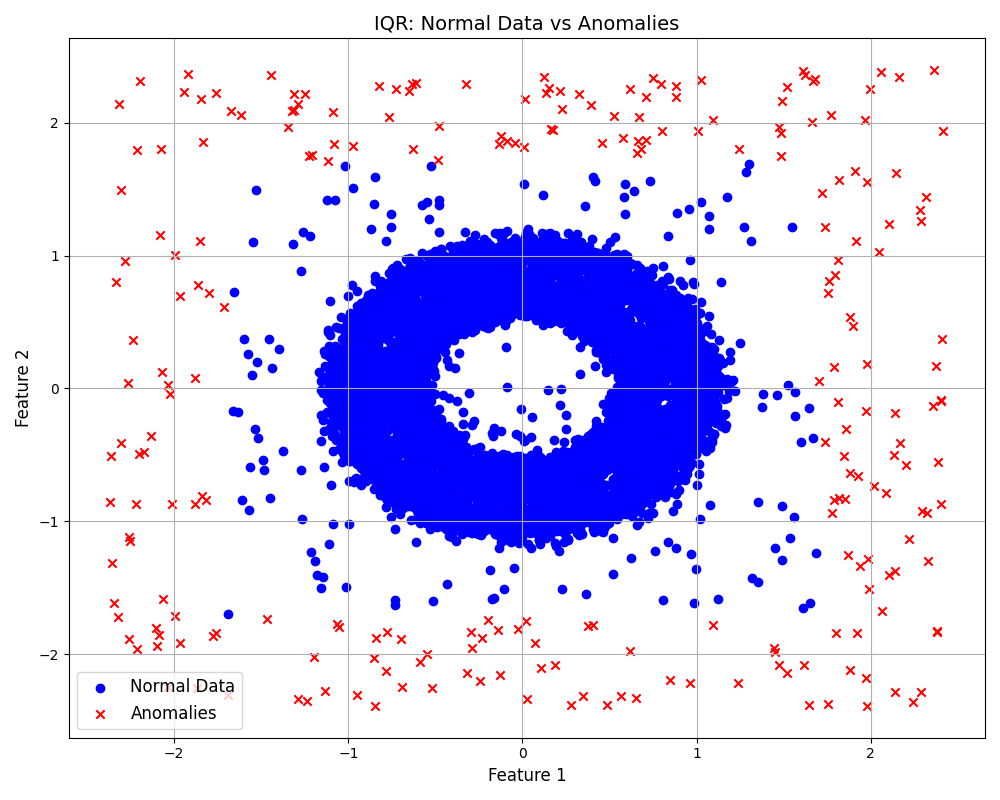 IQR: Normal Data vs Anomalies
2
1
0
−1
−2
Feature 2
Normal Data
Anomalies
−2 −1 0 1 2
Feature 1